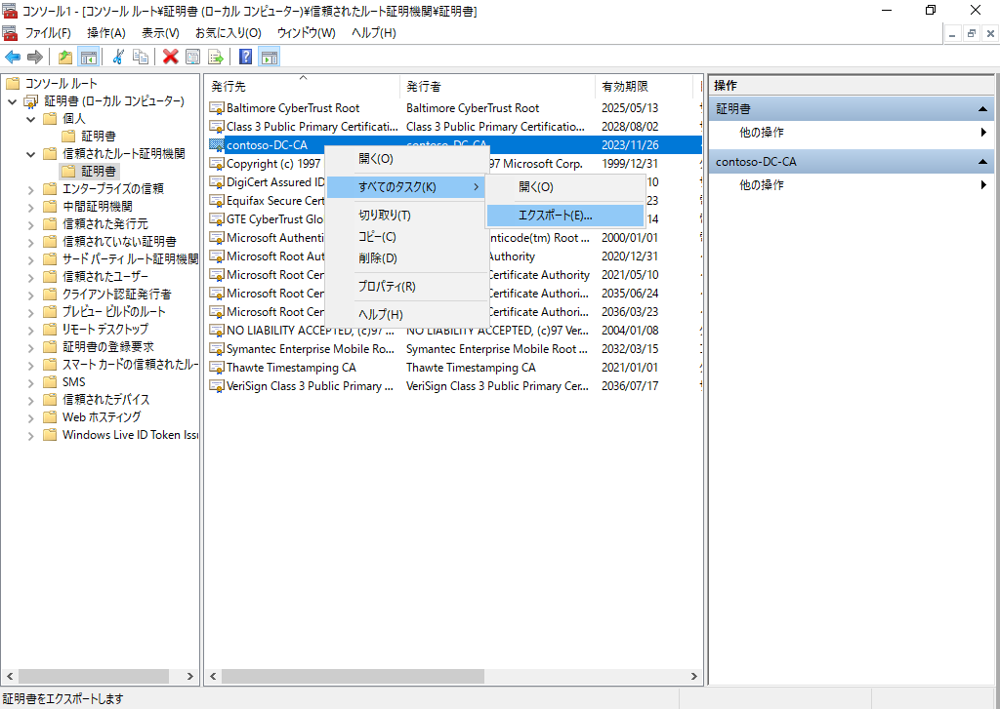 コンソール1 - [コンソール ルート¥証明書 (ローカル コンピューター)¥信頼されたルート証明機関¥証明書]
ファイル(F) 操作(A) 表示(V) お気に入り(O) ウィンドウ(W) ヘルプ(H)
コンソール ルート
証明書 (ローカル コンピューター)
個人
証明書
信頼されたルート証明機関
証明書
エンタープライズの信頼
中間証明機関
信頼された発行元
信頼されていない証明書
サード パーティ ルート証明機関
信頼されたユーザー
クライアント認証発行者
プレビュー ビルドのルート
リモート デスクトップ
証明書の登録要求
スマート カードの信頼されたルー
SMS
信頼されたデバイス
Web ホスティング
Windows Live ID Token Issu
発行先 発行者 有効期限
Baltimore CyberTrust Root Baltimore CyberTrust Root 2025/05/13
Class 3 Public Primary Certificati... Class 3 Public Primary Certificatio... 2028/08/02
contoso-DC-CA contoso-DC-CA 2023/11/26
Copyright (c) 1997 97 Microsoft Corp. 1999/12/31
DigiCert Assured ID 10
Equifax Secure Cert 23
GTE CyberTrust Glo 14
Microsoft Authenti nticode(tm) Root ... 2000/01/01
Microsoft Root Aut uthority 2020/12/31
Microsoft Root Cer Certificate Authority 2021/05/10
Microsoft Root Cer Certificate Authori... 2035/06/24
Microsoft Root Cer Certificate Authori... 2036/03/23
NO LIABILITY ACCEPTED, (c)97 ... NO LIABILITY ACCEPTED, (c)97 Ver... 2004/01/08
Symantec Enterprise Mobile Ro... Symantec Enterprise Mobile Root ... 2032/03/15
Thawte Timestamping CA Thawte Timestamping CA 2021/01/01
VeriSign Class 3 Public Primary ... VeriSign Class 3 Public Primary Cer... 2036/07/17
開く(O)
すべてのタスク(K)
切り取り(T)
コピー(C)
削除(D)
プロパティ(R)
ヘルプ(H)
開く(O)
エクスポート(E)...
操作
証明書
他の操作
contoso-DC-CA
他の操作
証明書をエクスポートします